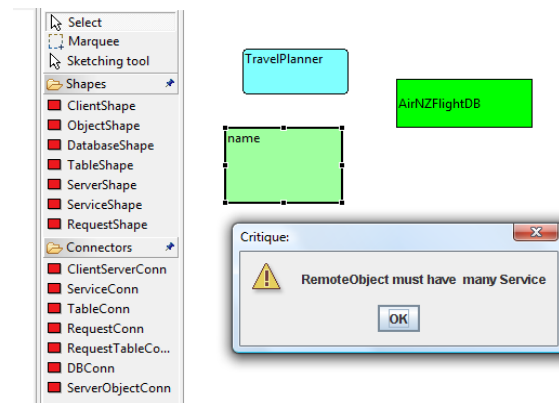 Select
Marquee
Sketching tool
Shapes
ClientShape
ObjectShape
DatabaseShape
TableShape
ServerShape
ServiceShape
RequestShape
Connectors
ClientServerConn
ServiceConn
TableConn
RequestConn
RequestTableCo...
DBConn
ServerObjectConn
TravelPlanner
AirNZFlightDB
name
Critique:
RemoteObject must have many Service
OK